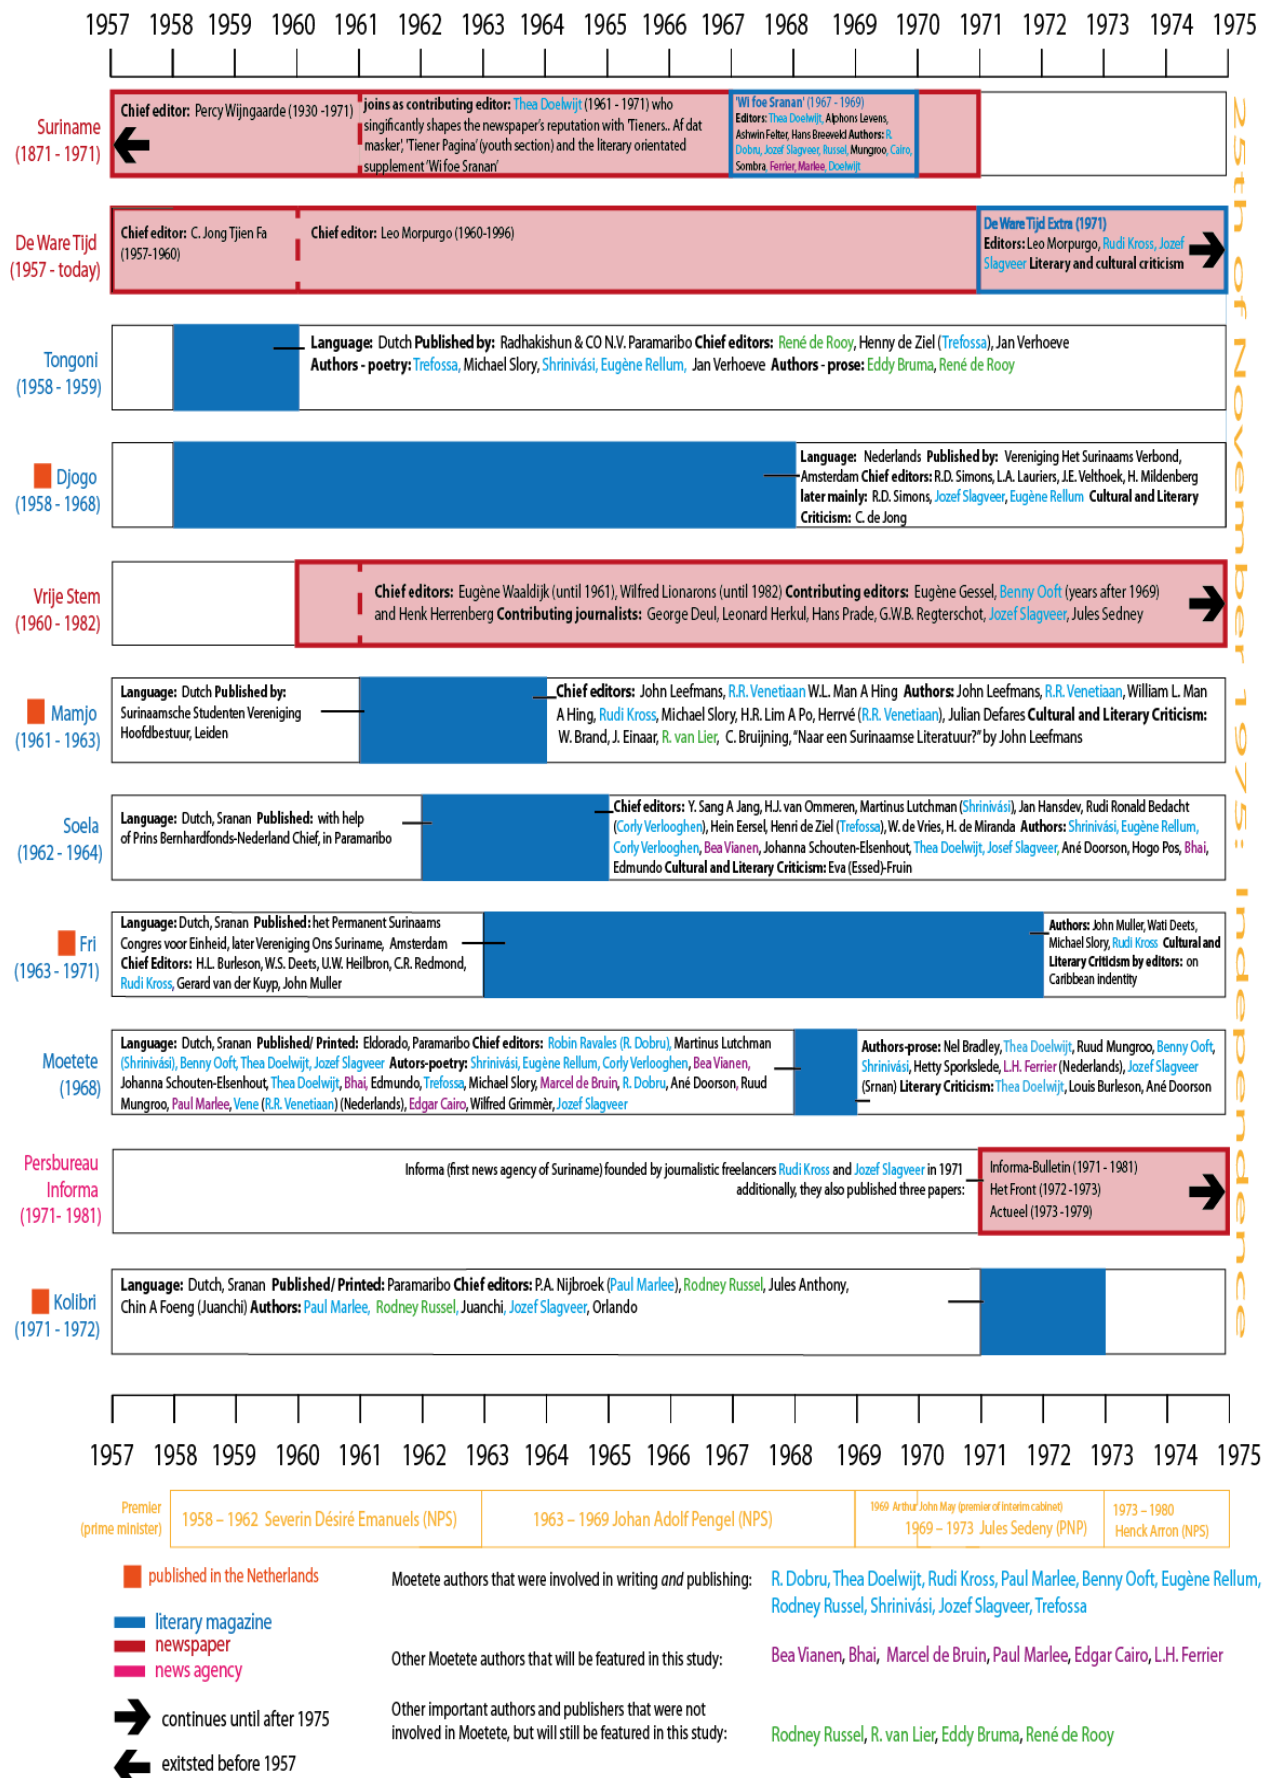 1957 1958 1959 1960 1961 1962 1963 1964 1965 1966 1967 1968 1969 1970 1971 1972 1973 1974 1975
Suriname
(1871 - 1971)
Chief editor: Percy Wijngaarde (1930 -1971)
joins as contributing editor: Thea Doelwijt (1961 - 1971) who
singificantly shapes the newspaper's reputation with 'Tieners.. Af dat
masker', 'Tiener Pagina' (youth section) and the literary orientated
supplement 'Wi foe Sranan'
'Wi foe Sranan' (1967 - 1969)
Editors: Thea Doelwijt, Alphons Levens,
Ashwin Felter, Hans Breeveld Authors: R.
Dobru, Jozef Slagveer, Russel, Mungroo, Cairo,
Sombra, Ferrier, Marlee, Doelwijt
De Ware Tijd
(1957 - today)
Chief editor: C. Jong Tjien Fa
(1957-1960)
Chief editor: Leo Morpurgo (1960-1996)
De Ware Tijd Extra (1971)
Editors: Leo Morpurgo, Rudi Kross, Jozef
Slagveer Literary and cultural criticism
Tongoni
(1958 - 1959)
Language: Dutch Published by: Radhakishun & CO N.V. Paramaribo Chief editors: René de Rooy, Henny de Ziel (Trefossa), Jan Verhoeve
Authors - poetry: Trefossa, Michael Slory, Shrinivási, Eugène Rellum, Jan Verhoeve Authors - prose: Eddy Bruma, René de Rooy
Djogo
(1958 - 1968)
Language: Nederlands Published by: Vereniging Het Surinaams Verbond,
Amsterdam Chief editors: R.D. Simons, L.A. Lauriers, J.E. Velthoek, H. Mildenberg
later mainly: R.D. Simons, Jozef Slagveer, Eugène Rellum Cultural and Literary
Criticism: C. de Jong
Vrije Stem
(1960 - 1982)
Chief editors: Eugène Waaldijk (until 1961), Wilfred Lionarons (until 1982) Contributing editors: Eugène Gessel, Benny Ooft (years after 1969)
and Henk Herrenberg Contributing journalists: George Deul, Leonard Herkul, Hans Prade, G.W.B. Regterschot, Jozef Slagveer, Jules Sedney
Mamjo
(1961 - 1963)
Language: Dutch Published by:
Surinaamsche Studenten Vereniging
Hoofdbestuur, Leiden
Chief editors: John Leefmans, R.R. Venetiaan W.L. Man A Hing Authors: John Leefmans, R.R. Venetiaan, William L. Man
A Hing, Rudi Kross, Michael Slory, H.R. Lim A Po, Herrvé (R.R. Venetiaan), Julian Defares Cultural and Literary Criticism:
W. Brand, J. Einaar, R. van Lier, C. Bruijning, "Naar een Surinaamse Literatuur?" by John Leefmans
Soela
(1962 - 1964)
Language: Dutch, Sranan Published: with help
of Prins Bernhardfonds-Nederland Chief, in Paramaribo
Chief editors: Y. Sang A Jang, H.J. van Ommeren, Martinus Lutchman (Shrinivási), Jan Hansdev, Rudi Ronald Bedacht
(Corly Verlooghen), Hein Eersel, Henri de Ziel (Trefossa), W. de Vries, H. de Miranda Authors: Shrinivási, Eugène Rellum,
Corly Verlooghen, Bea Vianen, Johanna Schouten-Elsenhout, Thea Doelwijt, Josef Slagveer, Ané Doorson, Hogo Pos, Bhai,
Edmundo Cultural and Literary Criticism: Eva (Essed)-Fruin
Fri
(1963 - 1971)
Language: Dutch, Sranan Published: het Permanent Surinaams
Congres voor Einheid, later Vereniging Ons Suriname, Amsterdam
Chief Editors: H.L. Burleson, W.S. Deets, U.W. Heilbron, C.R. Redmond,
Rudi Kross, Gerard van der Kuyp, John Muller
Authors: John Muller, Wati Deets,
Michael Slory, Rudi Kross Cultural and
Literary Criticism by editors: on
Caribbean indentity
Moetete
(1968)
Language: Dutch, Sranan Published/ Printed: Eldorado, Paramaribo Chief editors: Robin Ravales (R. Dobru), Martinus Lutchman
(Shrinivási), Benny Ooft, Thea Doelwijt, Jozef Slagveer Autors-poetry: Shrinivási, Eugène Rellum, Corly Verlooghen, Bea Vianen,
Johanna Schouten-Elsenhout, Thea Doelwijt, Bhai, Edmundo, Trefossa, Michael Slory, Marcel de Bruin, R. Dobru, Ané Doorson, Ruud
Mungroo, Paul Marlee, Vene (R.R. Venetiaan) (Nederlands), Edgar Cairo, Wilfred Grimmèr, Jozef Slagveer
Authors-prose: Nel Bradley, Thea Doelwijt, Ruud Mungroo, Benny Ooft,
Shrinivási, Hetty Sporkslede, L.H. Ferrier (Nederlands), Jozef Slagveer
(Srnan) Literary Criticism: Thea Doelwijt, Louis Burleson, Ané Doorson
Persbureau
Informa
(1971- 1981)
Informa (first news agency of Suriname) founded by journalistic freelancers Rudi Kross and Jozef Slagveer in 1971
additionally, they also published three papers:
Informa-Bulletin (1971 - 1981)
Het Front (1972 -1973)
Actueel (1973 -1979)
Kolibri
(1971 - 1972)
Language: Dutch, Sranan Published/ Printed: Paramaribo Chief editors: P.A. Nijbroek (Paul Marlee), Rodney Russel, Jules Anthony,
Chin A Foeng (Juanchi) Authors: Paul Marlee, Rodney Russel, Juanchi, Jozef Slagveer, Orlando
25th of November 1975: Independence
1957 1958 1959 1960 1961 1962 1963 1964 1965 1966 1967 1968 1969 1970 1971 1972 1973 1974 1975
Premier
(prime minister)
1958 – 1962 Severin Désiré Emanuels (NPS)
1963 – 1969 Johan Adolf Pengel (NPS)
1969 Arthur John May (premier of interim cabinet)
1969 – 1973 Jules Sedeny (PNP)
1973 – 1980
Henck Arron (NPS)
published in the Netherlands
literary magazine
newspaper
news agency
continues until after 1975
exitsted before 1957
Moetete authors that were involved in writing and publishing:
R. Dobru, Thea Doelwijt, Rudi Kross, Paul Marlee, Benny Ooft, Eugène Rellum,
Rodney Russel, Shrinivási, Jozef Slagveer, Trefossa
Other Moetete authors that will be featured in this study:
Bea Vianen, Bhai, Marcel de Bruin, Paul Marlee, Edgar Cairo, L.H. Ferrier
Other important authors and publishers that were not
involved in Moetete, but will still be featured in this study:
Rodney Russel, R. van Lier, Eddy Bruma, René de Rooy